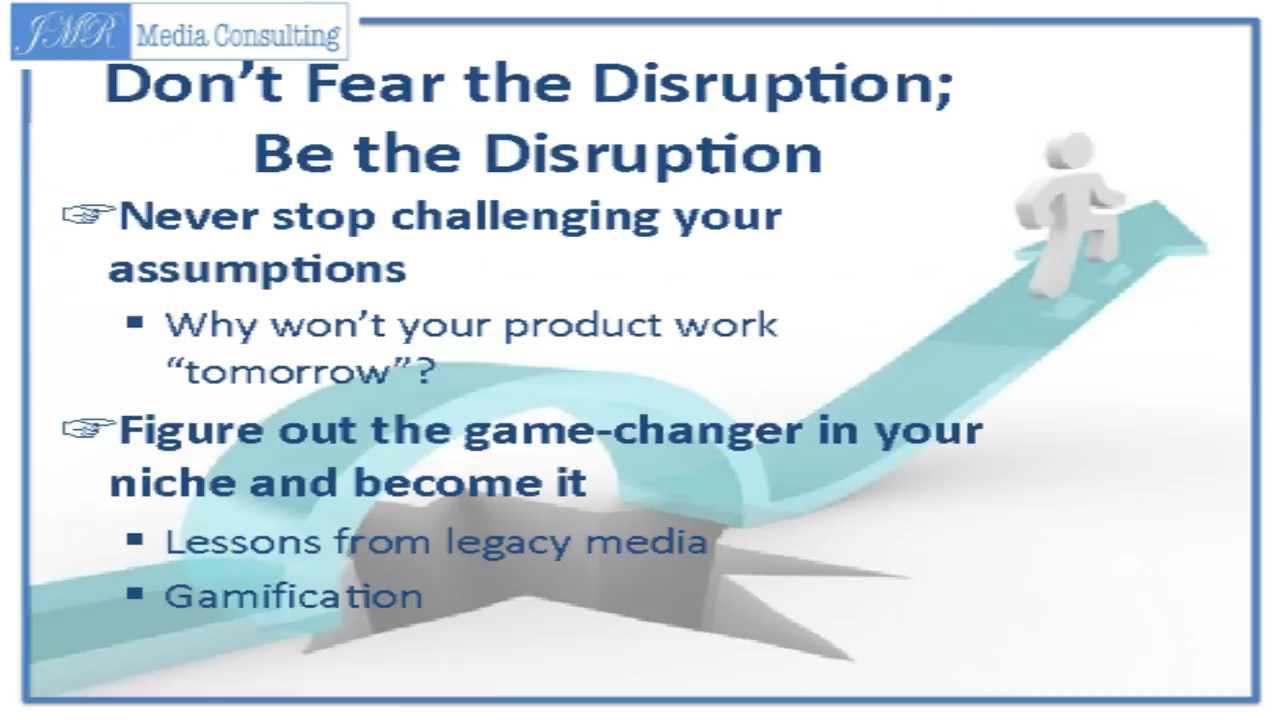 JMR Media Consulting
Don't Fear the Disruption;
Be the Disruption
☞Never stop challenging your
assumptions
▪ Why won't your product work
“tomorrow”?
☞Figure out the game-changer in your
niche and become it
▪ Lessons from legacy media
▪ Gamification